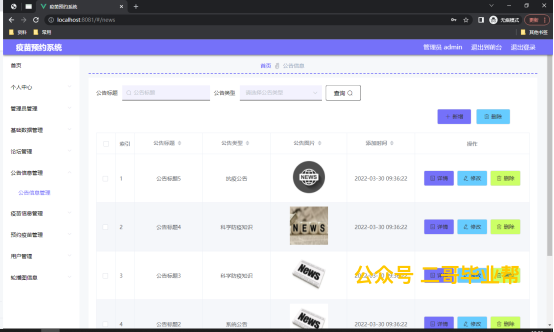 疫苗预约系统
localhost:8081/#/news
无痕模式
更新
资料
常用
其他书签
疫苗预约系统
管理员 admin
退出到前台
退出登录
首页
个人中心
管理员管理
基础数据管理
论坛管理
公告信息管理
公告信息管理
疫苗信息管理
预约疫苗管理
用户管理
轮播图信息
首页 公告信息
公告标题 公告标题 公告类型 请选择公告类型 查询
新增 删除
索引 公告标题 公告类型 公告图片 添加时间 操作
1 公告标题5 抗疫公告 NEWS 2022-03-30 09:36:22 详情 修改 删除
2 公告标题4 科学防疫知识 NEWS 2022-03-30 09:36:22 详情 修改 删除
3 公告标题3 科学防疫知识 News 2022-03-30 09:36:22
公众号 二哥毕业帮
4 公告标题2 系统公告 News 2022-03-30 09:36:22 详情 修改 删除